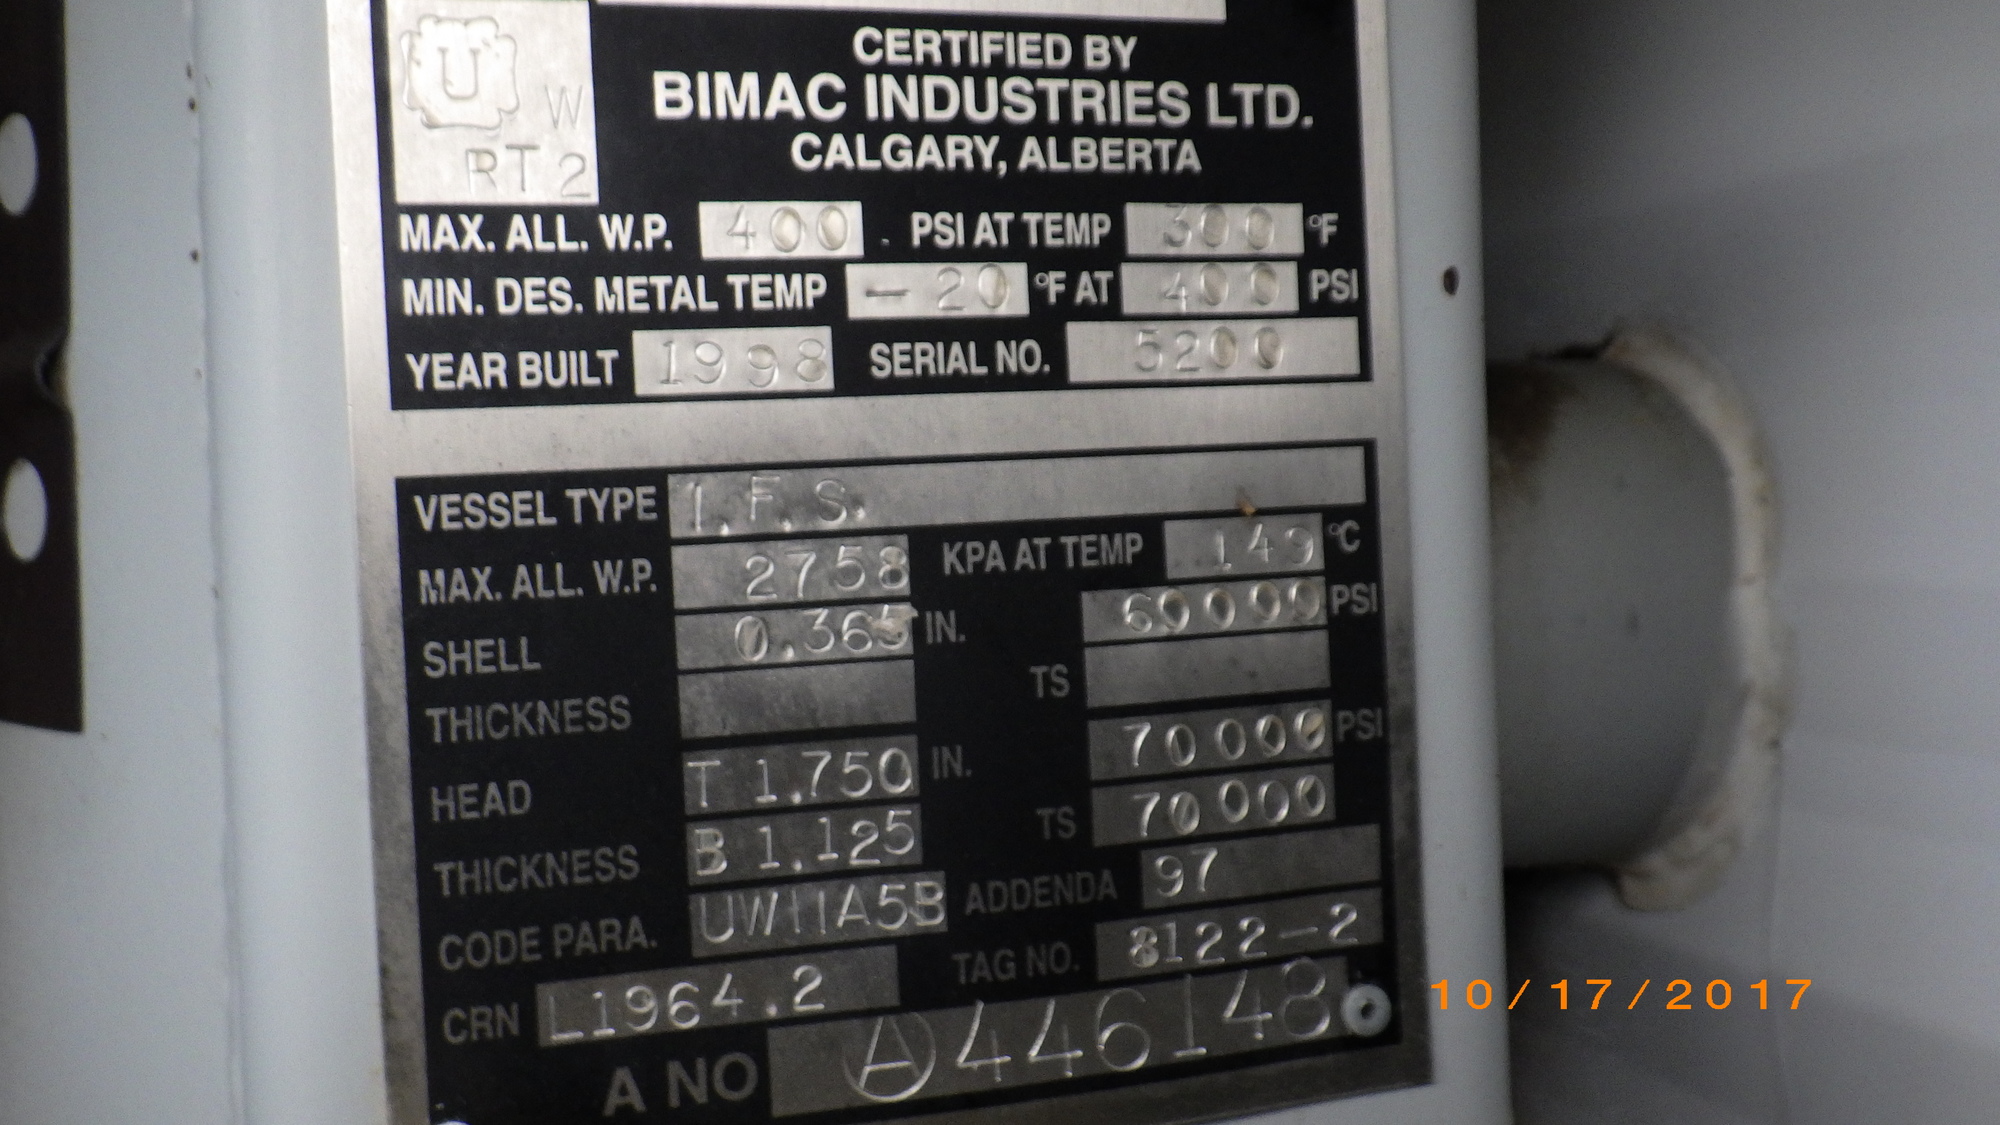 U W
RT 2
CERTIFIED BY
BIMAC INDUSTRIES LTD.
CALGARY, ALBERTA
MAX. ALL. W.P. 400 PSI AT TEMP 300 °F
MIN. DES. METAL TEMP -20 °F AT 400 PSI
YEAR BUILT 1998 SERIAL NO. 5200
VESSEL TYPE I.F.S.
MAX. ALL. W.P. 2758 KPA AT TEMP 149 °C
SHELL 0.365 IN. 60000 PSI
THICKNESS TS
HEAD T 1.750 IN. 70000 PSI
THICKNESS B 1.125 TS 70000
CODE PARA. UW11A5B ADDENDA 97
CRN L1964.2 TAG NO. 8122-2
A NO A446148
10/17/2017